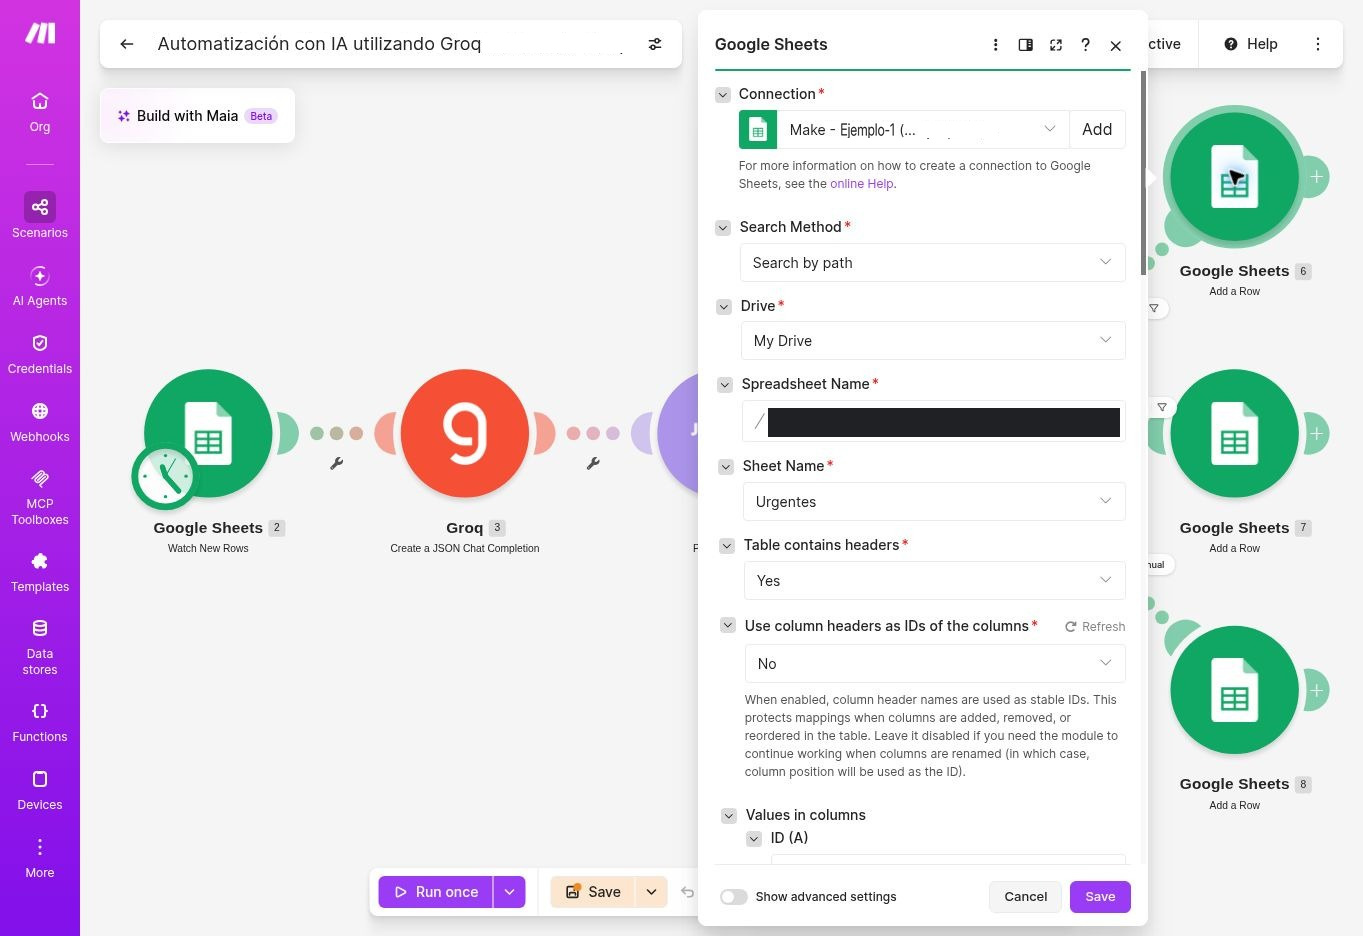 Automatización con IA utilizando Groq
Build with Maia Beta
Org
Scenarios
AI Agents
Credentials
Webhooks
MCP
Toolboxes
Templates
Data
stores
Functions
Devices
More
Google Sheets 2
Watch New Rows
Groq 3
Create a JSON Chat Completion
Run once
Save
Google Sheets
Connection*
Make - Ejemplo-1 (...
Add
For more information on how to create a connection to Google
Sheets, see the online Help.
Search Method*
Search by path
Drive*
My Drive
Spreadsheet Name*
/
Sheet Name*
Urgentes
Table contains headers*
Yes
Use column headers as IDs of the columns*
Refresh
No
When enabled, column header names are used as stable IDs. This
protects mappings when columns are added, removed, or
reordered in the table. Leave it disabled if you need the module to
continue working when columns are renamed (in which case,
column position will be used as the ID).
Values in columns
ID (A)
Show advanced settings
Cancel
Save
ctive
Help
Google Sheets 6
Add a Row
Google Sheets 7
Add a Row
nual
Google Sheets 8
Add a Row